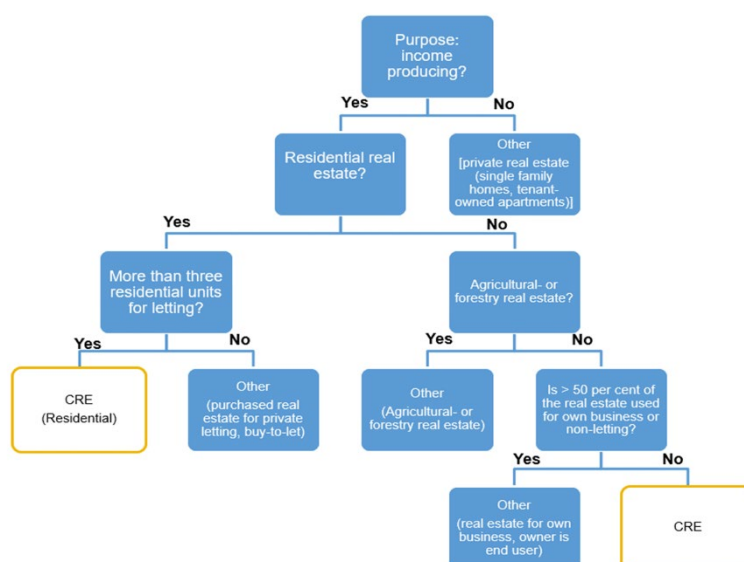 Purpose:
income
producing?
Yes
No
Residential real
estate?
Other
[private real estate
(single family
homes, tenant-
owned apartments)]
Yes
No
More than three
residential units
for letting?
Agricultural- or
forestry real estate?
Yes
No
Yes
No
CRE
(Residential)
Other
(purchased real
estate for private
letting, buy-to-let)
Other
(Agricultural- or
forestry real estate)
Is > 50 per cent of
the real estate used
for own business or
non-letting?
Yes
No
Other
(real estate for own
business, owner is
end user)
CRE